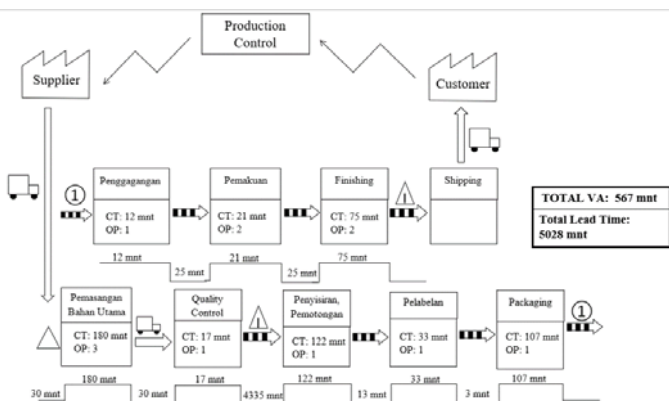 Production
Control
Supplier
Customer
1
Penggagangan
CT: 12 mnt
OP: 1
Pemakuan
CT: 21 mnt
OP: 2
Finishing
CT: 75 mnt
OP: 2
I
Shipping
TOTAL VA: 567 mnt
Total Lead Time:
5028 mnt
12 mnt
25 mnt
21 mnt
25 mnt
75 mnt
Pemasangan
Bahan Utama
CT: 180 mnt
OP: 3
Quality
Control
CT: 17 mnt
OP: 1
I
Penyisiran,
Pemotongan
CT: 122 mnt
OP: 1
Pelabelan
CT: 33 mnt
OP: 1
Packaging
CT: 107 mnt
OP: 1
1
30 mnt
180 mnt
30 mnt
17 mnt
4335 mnt
122 mnt
13 mnt
33 mnt
3 mnt
107 mnt